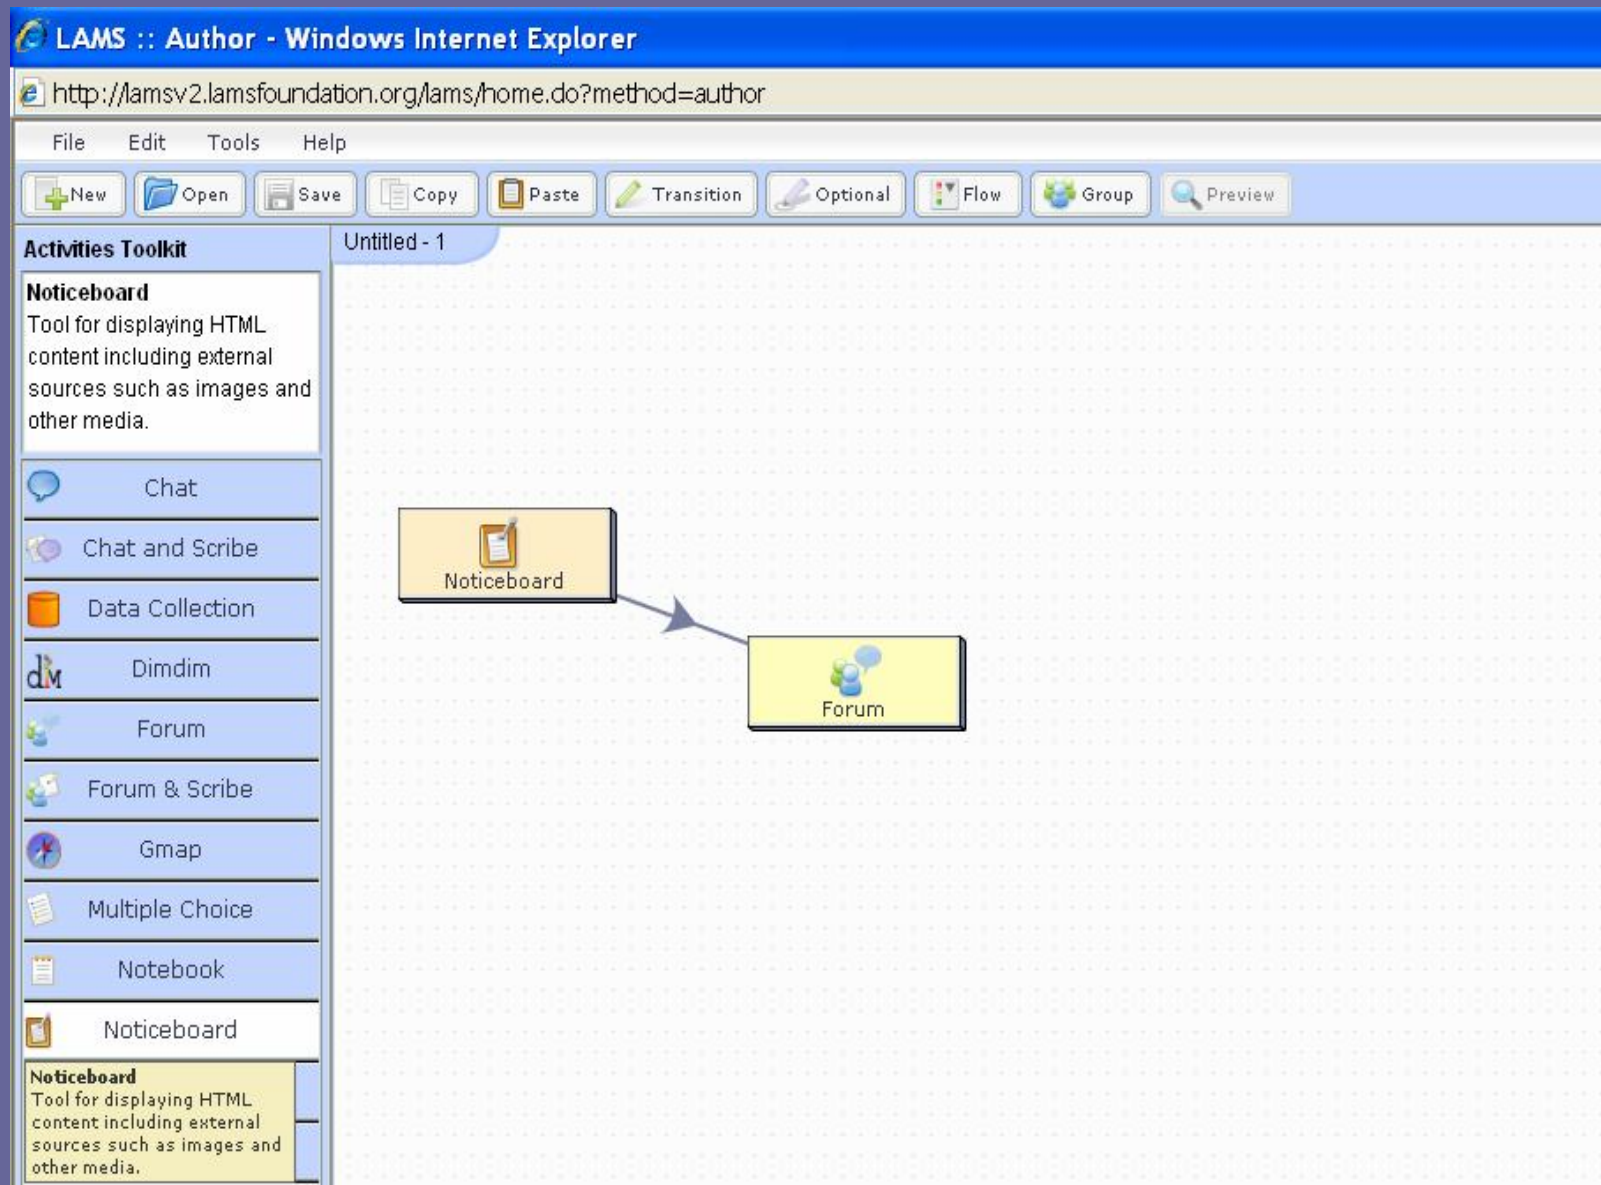 LAMS :: Author - Windows Internet Explorer
http://lamsv2.lamsfoundation.org/lams/home.do?method=author
File Edit Tools Help
New Open Save Copy Paste Transition Optional Flow Group Preview
Activities Toolkit
Untitled - 1
Noticeboard
Tool for displaying HTML
content including external
sources such as images and
other media.
Chat
Chat and Scribe
Data Collection
dim Dimdim
Forum
Forum & Scribe
Gmap
Multiple Choice
Notebook
Noticeboard
Noticeboard
Tool for displaying HTML
content including external
sources such as images and
other media.
Noticeboard
Forum